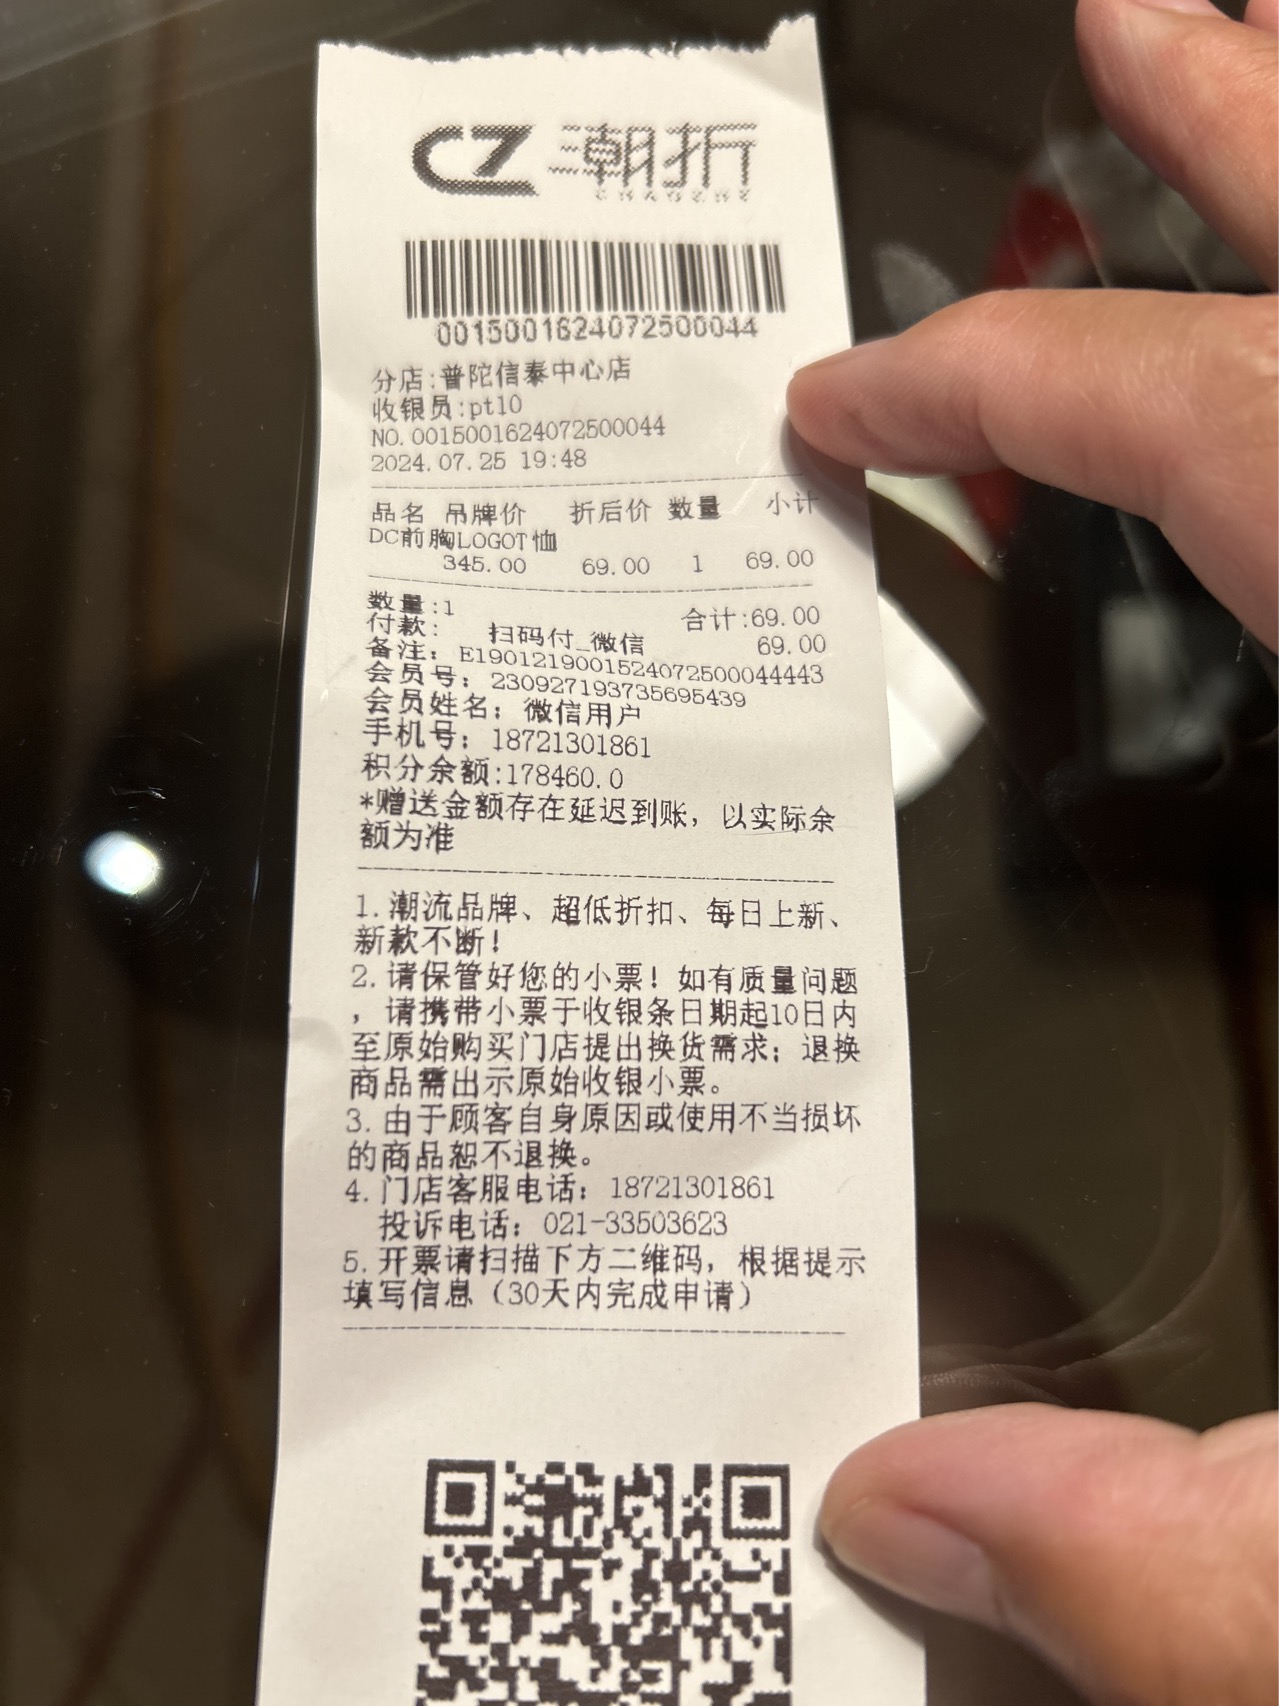 CZ 潮折
CHAOZHE
0015001624072500044
分店:普陀信泰中心店
收银员:pt10
NO.0015001624072500044
2024.07.25 19:48
品名 吊牌价 折后价 数量 小计
DC前胸LOGOT恤
345.00 69.00 1 69.00
数量:1 合计:69.00
付款: 扫码付_微信 69.00
备注: E1901219001524072500044443
会员号: 230927193735695439
会员姓名: 微信用户
手机号: 18721301861
积分余额:178460.0
*赠送金额存在延迟到账, 以实际余
额为准
1.潮流品牌、超低折扣、每日上新、
新款不断!
2.请保管好您的小票!如有质量问题
,请携带小票于收银条日期起10日内
至原始购买门店提出换货需求;退换
商品需出示原始收银小票。
3.由于顾客自身原因或使用不当损坏
的商品恕不退换。
4.门店客服电话: 18721301861
投诉电话: 021-33503623
5.开票请扫描下方二维码, 根据提示
填写信息（30天内完成申请）